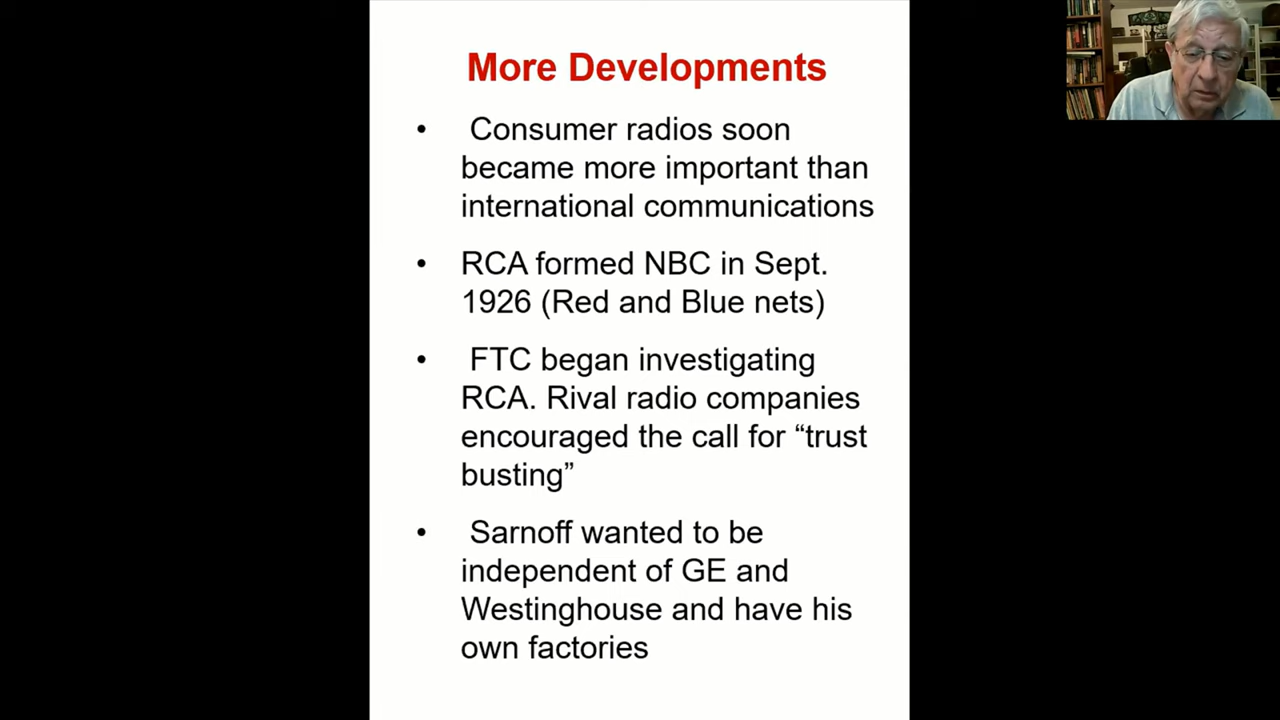 More Developments
• Consumer radios soon
became more important than
international communications
• RCA formed NBC in Sept.
1926 (Red and Blue nets)
• FTC began investigating
RCA. Rival radio companies
encouraged the call for “trust
busting”
• Sarnoff wanted to be
independent of GE and
Westinghouse and have his
own factories